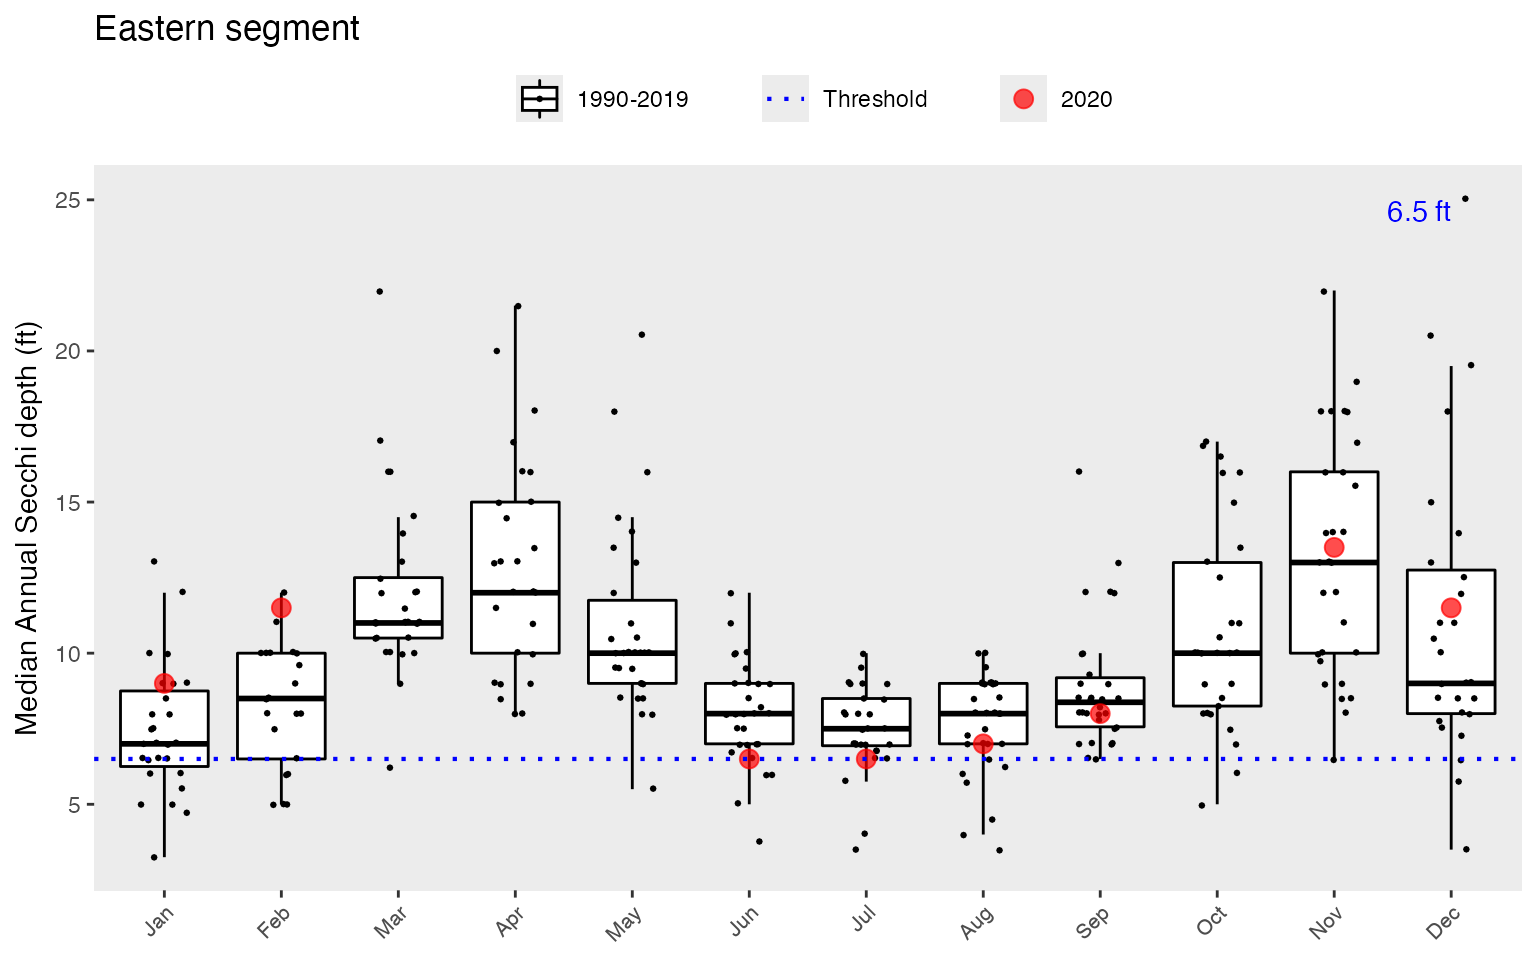 Eastern segment
1990-2019
Threshold
2020
6.5 ft
Median Annual Secchi depth (ft)
25
20
15
10
5
Jan
Feb
Mar
Apr
May
Jun
Jul
Aug
Sep
Oct
Nov
Dec